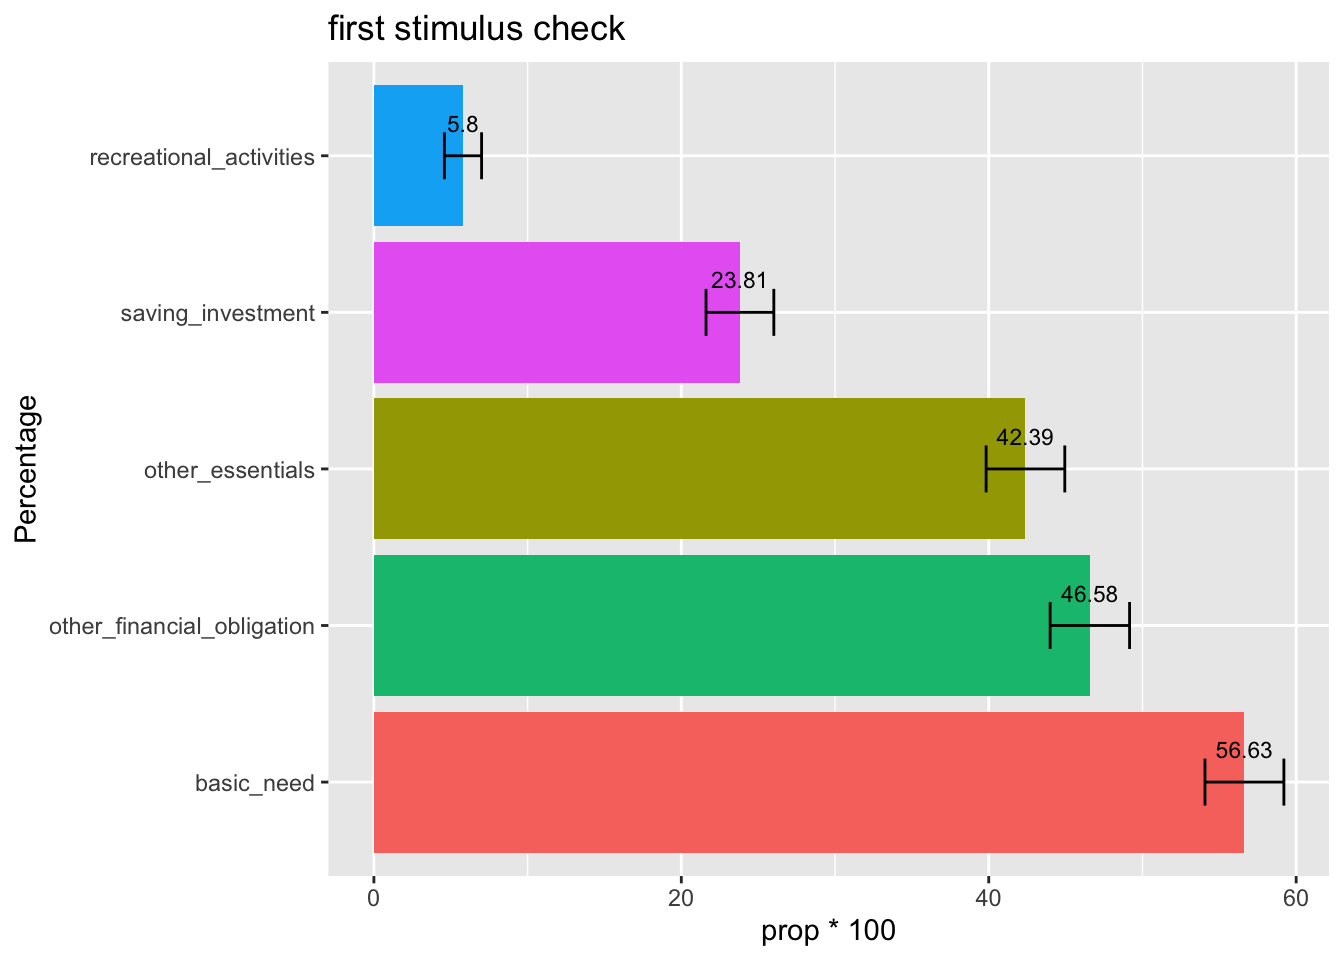 first stimulus check
Percentage
recreational_activities
5.8
saving_investment
23.81
other_essentials
42.39
other_financial_obligation
46.58
basic_need
56.63
0 20 40 60
prop * 100